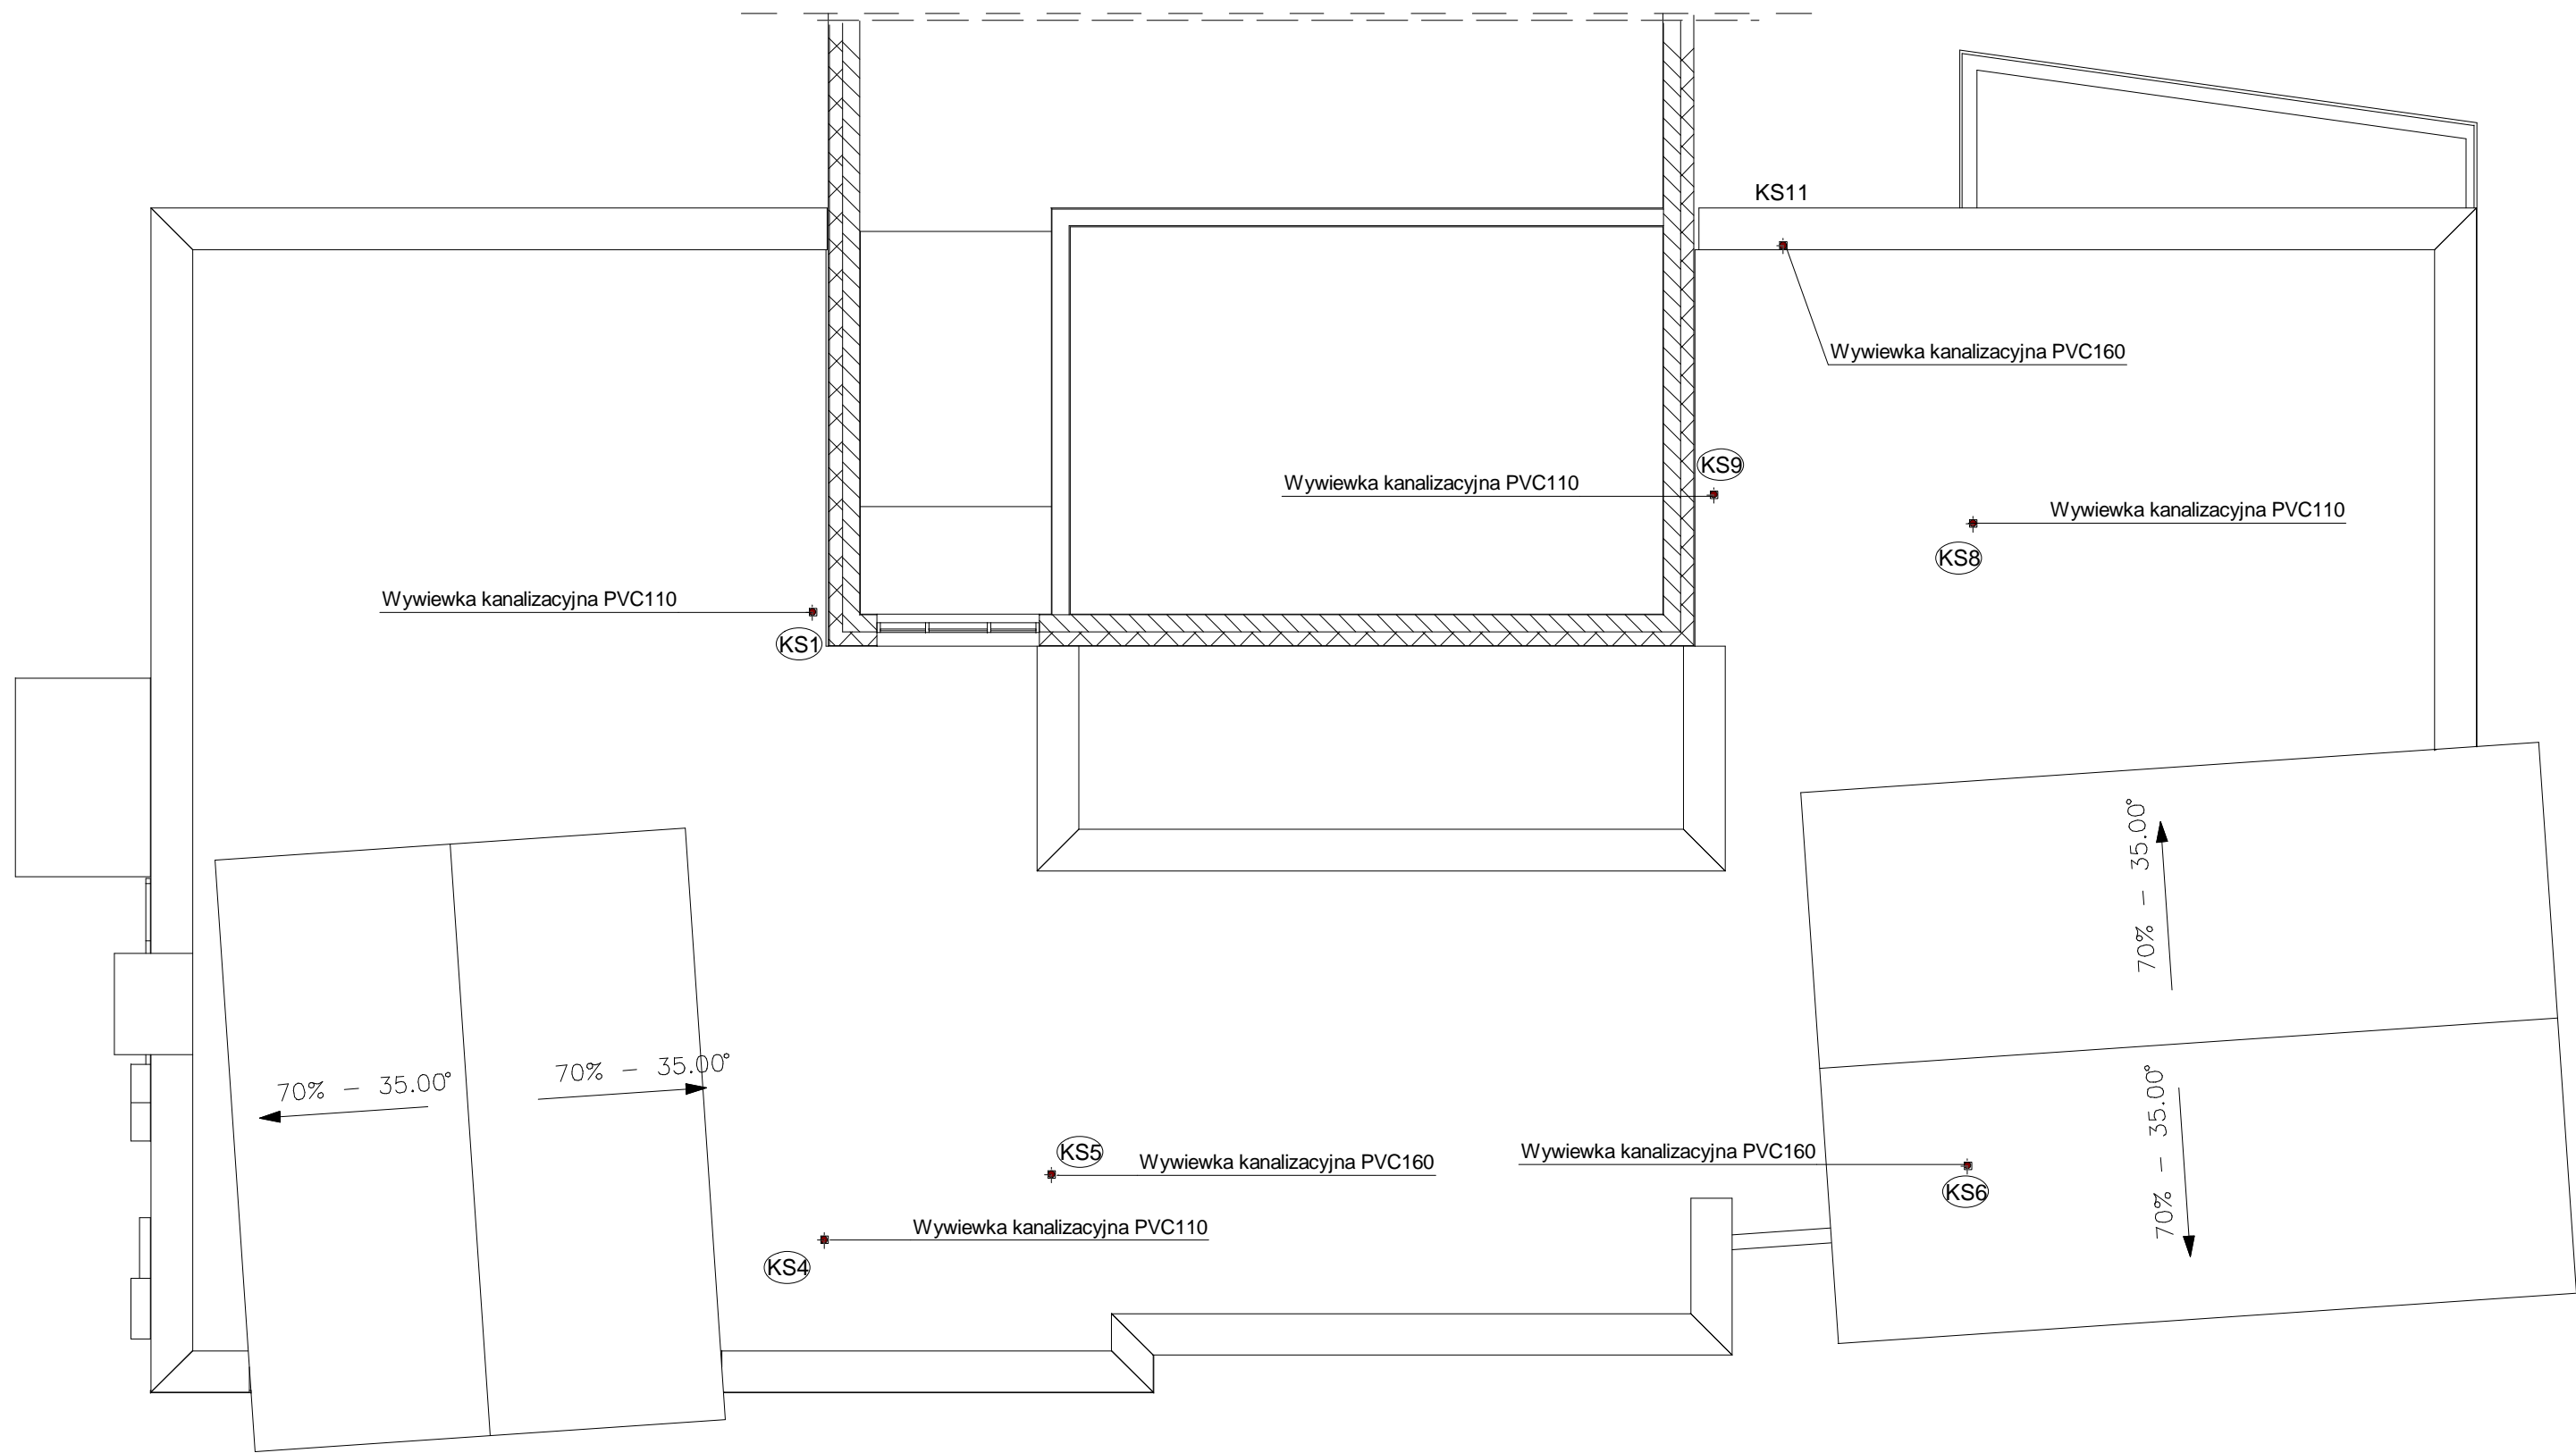 KS11
Wywiewka kanalizacyjna PVC160
KS9
Wywiewka kanalizacyjna PVC110
Wywiewka kanalizacyjna PVC110
KS8
Wywiewka kanalizacyjna PVC110
KS1
70% - 35.00°
70% - 35.00°
70% - 35.00°
70% - 35.00°
KS5
Wywiewka kanalizacyjna PVC160
Wywiewka kanalizacyjna PVC160
KS6
Wywiewka kanalizacyjna PVC110
KS4